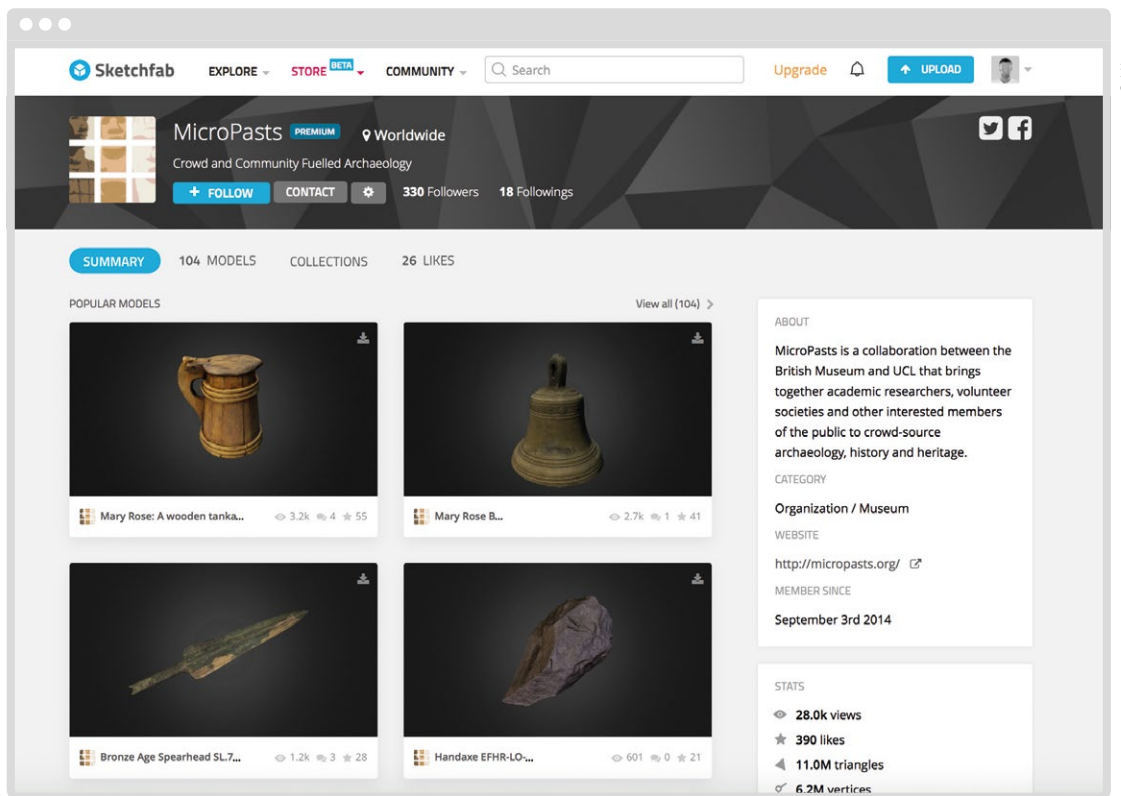 Sketchfab EXPLORE STORE BETA COMMUNITY Search Upgrade UPLOAD
MicroPasts PREMIUM Worldwide
Crowd and Community Fuelled Archaeology
+ FOLLOW CONTACT 330 Followers 18 Followings
SUMMARY 104 MODELS COLLECTIONS 26 LIKES
POPULAR MODELS View all (104)
Mary Rose: A wooden tanka... 3.2k 4 55
Mary Rose B... 2.7k 1 41
Bronze Age Spearhead SL.7... 1.2k 3 28
Handaxe EFHR-LO-... 601 0 21
ABOUT
MicroPasts is a collaboration between the
British Museum and UCL that brings
together academic researchers, volunteer
societies and other interested members
of the public to crowd-source
archaeology, history and heritage.
CATEGORY
Organization / Museum
WEBSITE
http://micropasts.org/
MEMBER SINCE
September 3rd 2014
STATS
28.0k views
390 likes
11.0M triangles
6.2M vertices